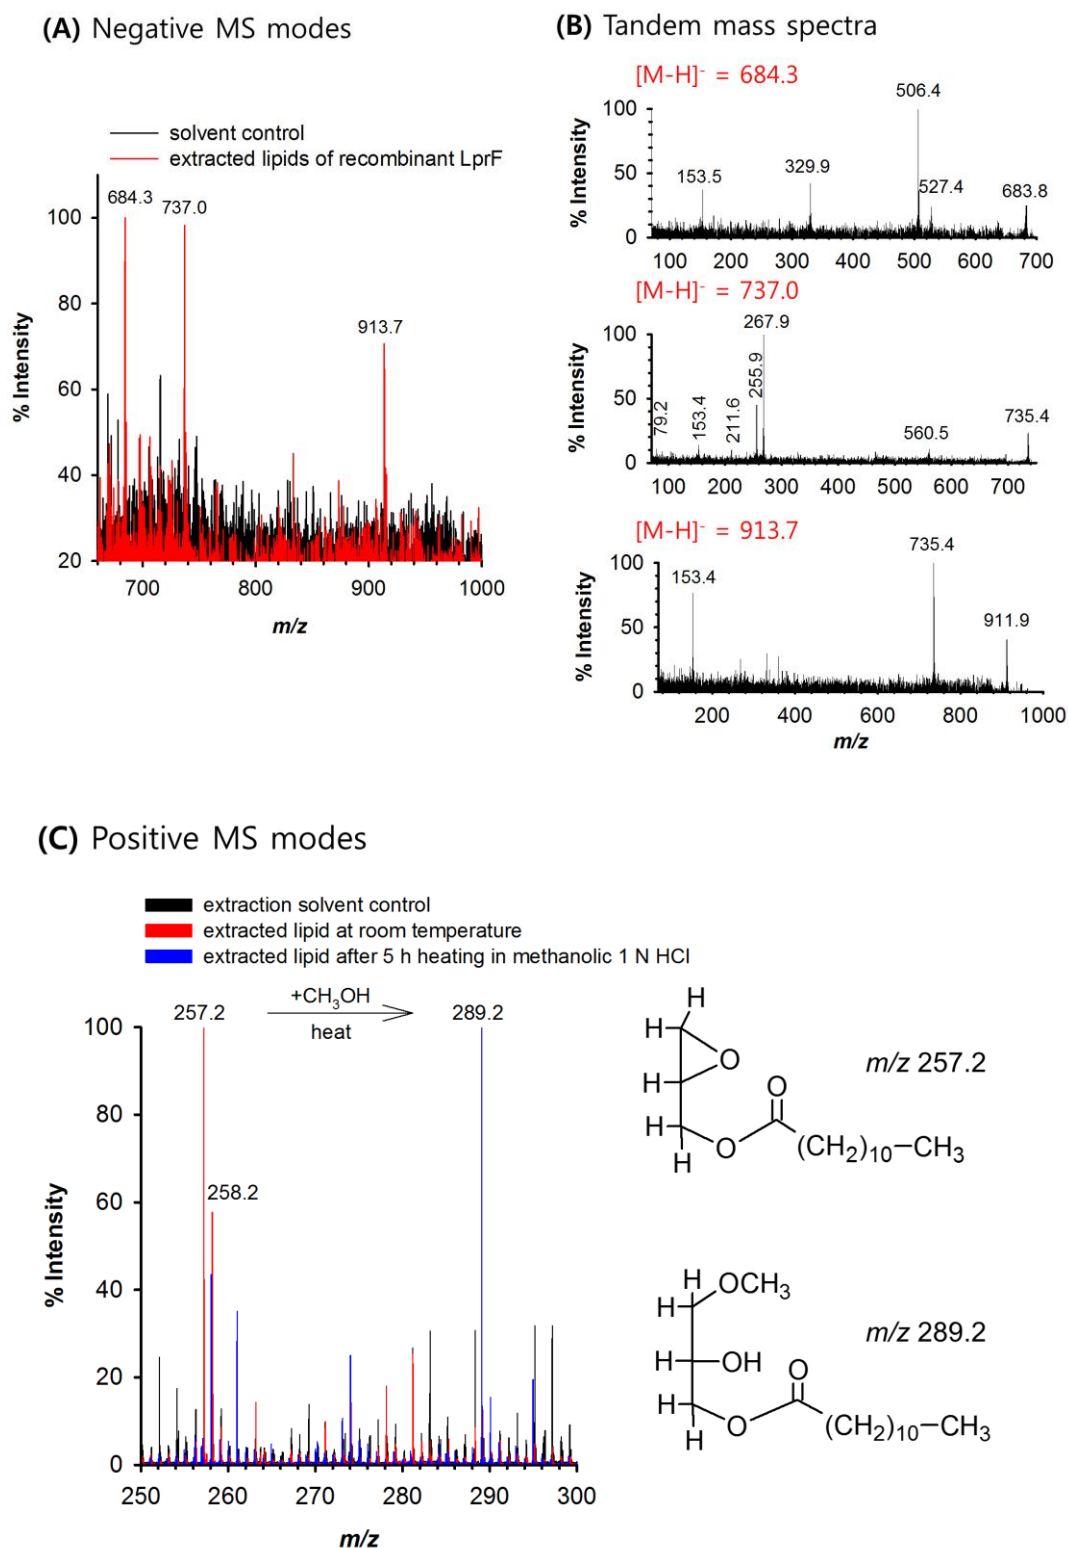 (A) Negative MS modes
solvent control
extracted lipids of recombinant LprF
684.3
737.0
913.7
100
80
60
40
20
% Intensity
700
800
900
1000
m/z
(B) Tandem mass spectra
[M-H]- = 684.3
506.4
153.5
329.9
527.4
683.8
100
50
0
% Intensity
100 200 300 400 500 600 700
[M-H]- = 737.0
267.9
79.2
153.4
211.6
255.9
560.5
735.4
100
50
0
% Intensity
100 200 300 400 500 600 700
[M-H]- = 913.7
735.4
153.4
911.9
100
50
0
% Intensity
200 400 600 800 1000
m/z
(C) Positive MS modes
extraction solvent control
extracted lipid at room temperature
extracted lipid after 5 h heating in methanolic 1 N HCl
257.2
+CH3OH
heat
289.2
258.2
100
80
60
40
20
0
% Intensity
250 260 270 280 290 300
m/z
H
H
O
H
O
H
O
H
(CH2)10—CH3
m/z 257.2
H
OCH3
H
H
OH
O
H
O
H
(CH2)10—CH3
m/z 289.2